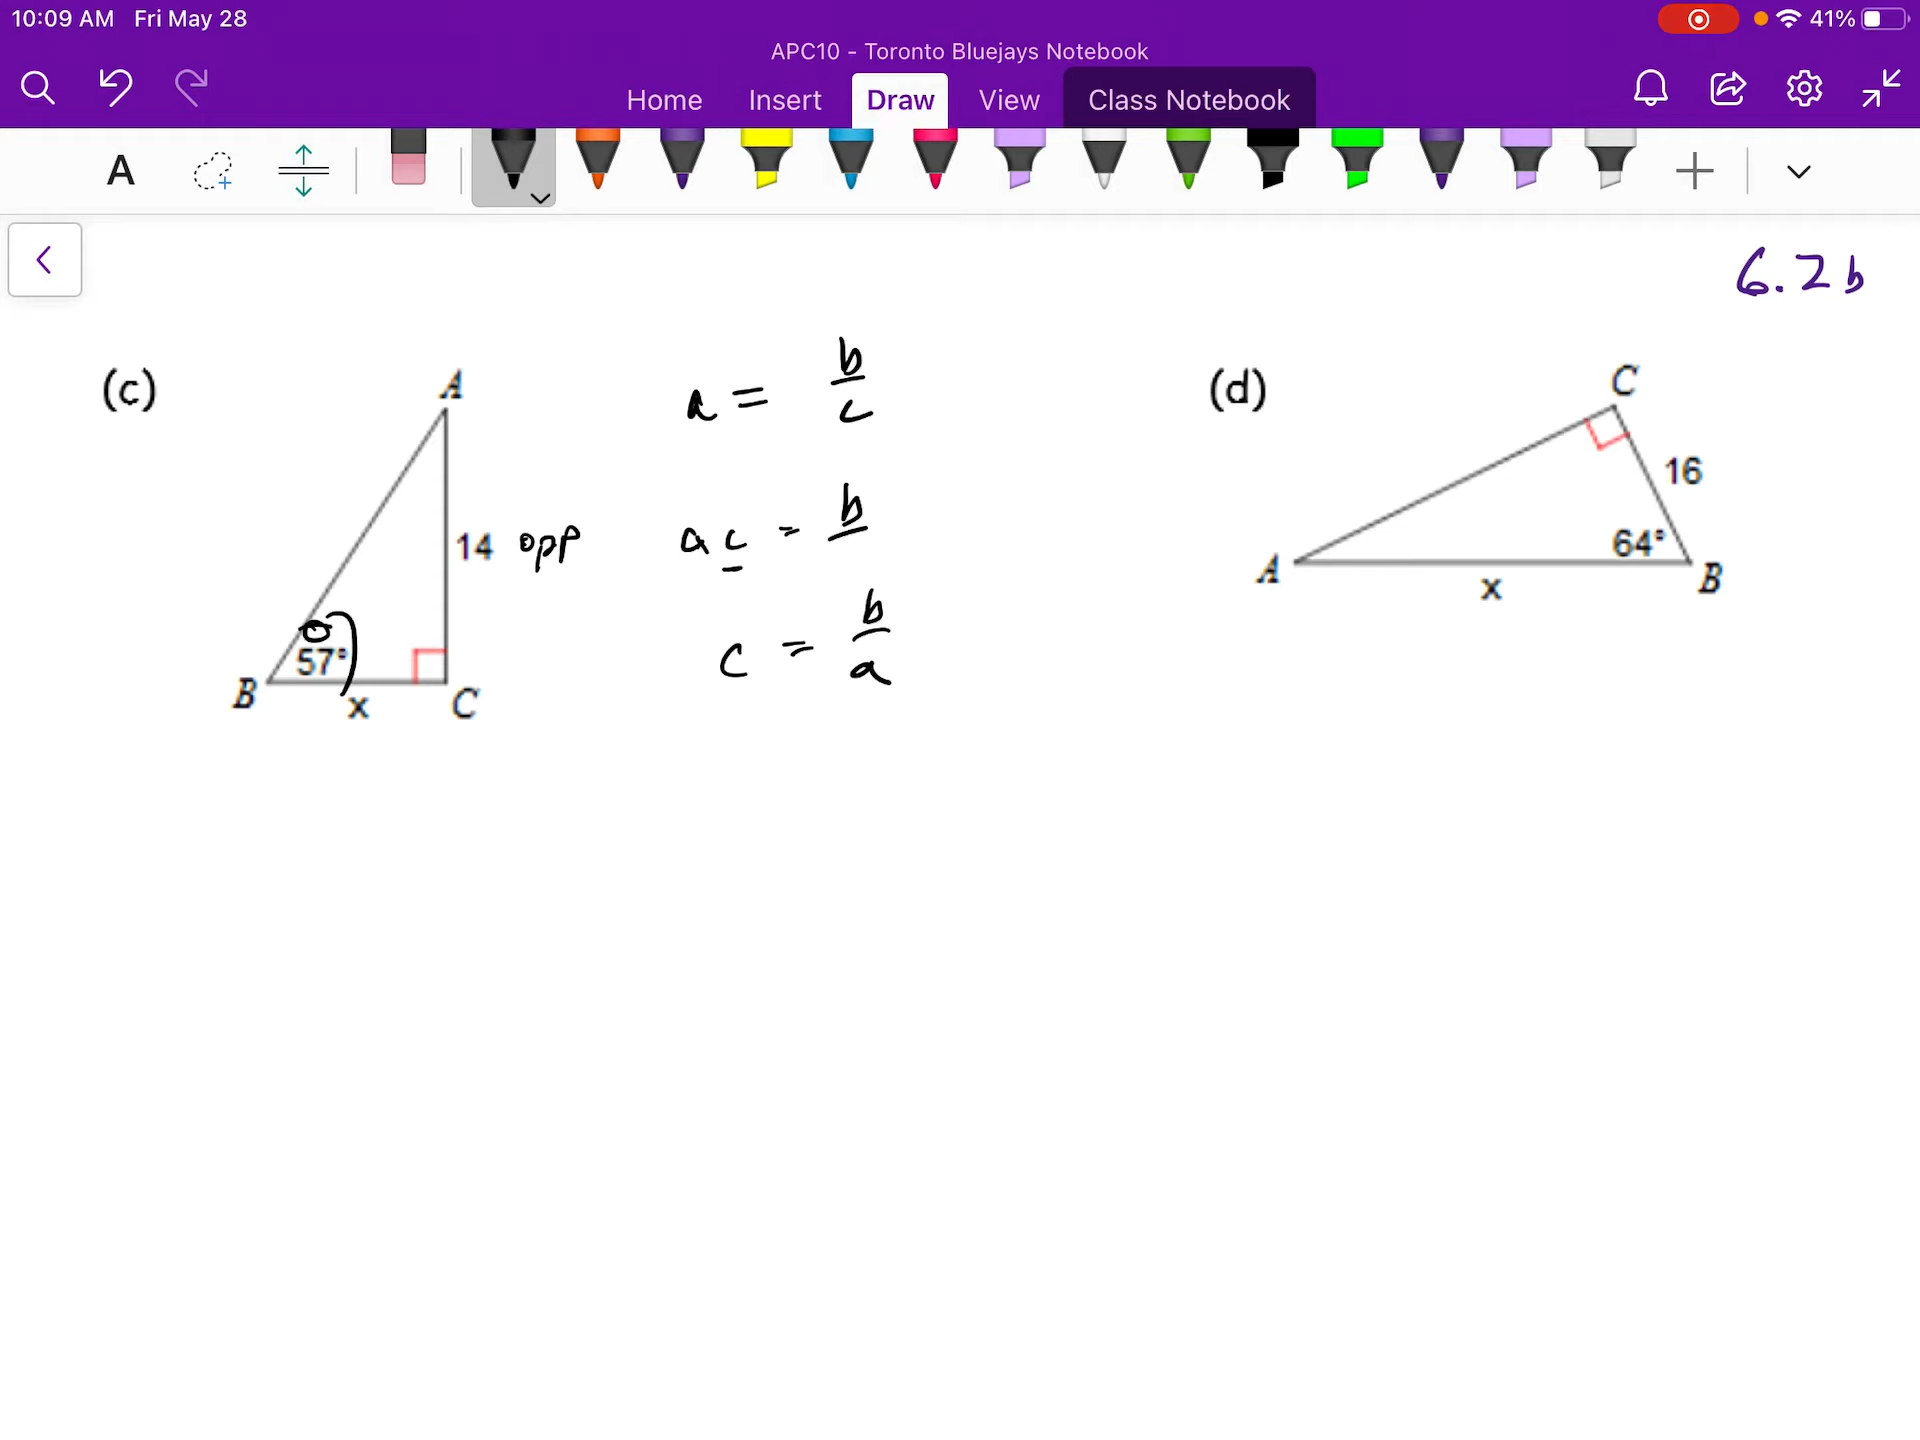 10:09 AM Fri May 28
41%
APC10 - Toronto Bluejays Notebook
Home Insert Draw View Class Notebook
A
6.2b
(c)
A
14 opp
θ
57°
B
x
C
a = b/c
ac = b
c = b/a
(d)
C
16
64°
A
x
B